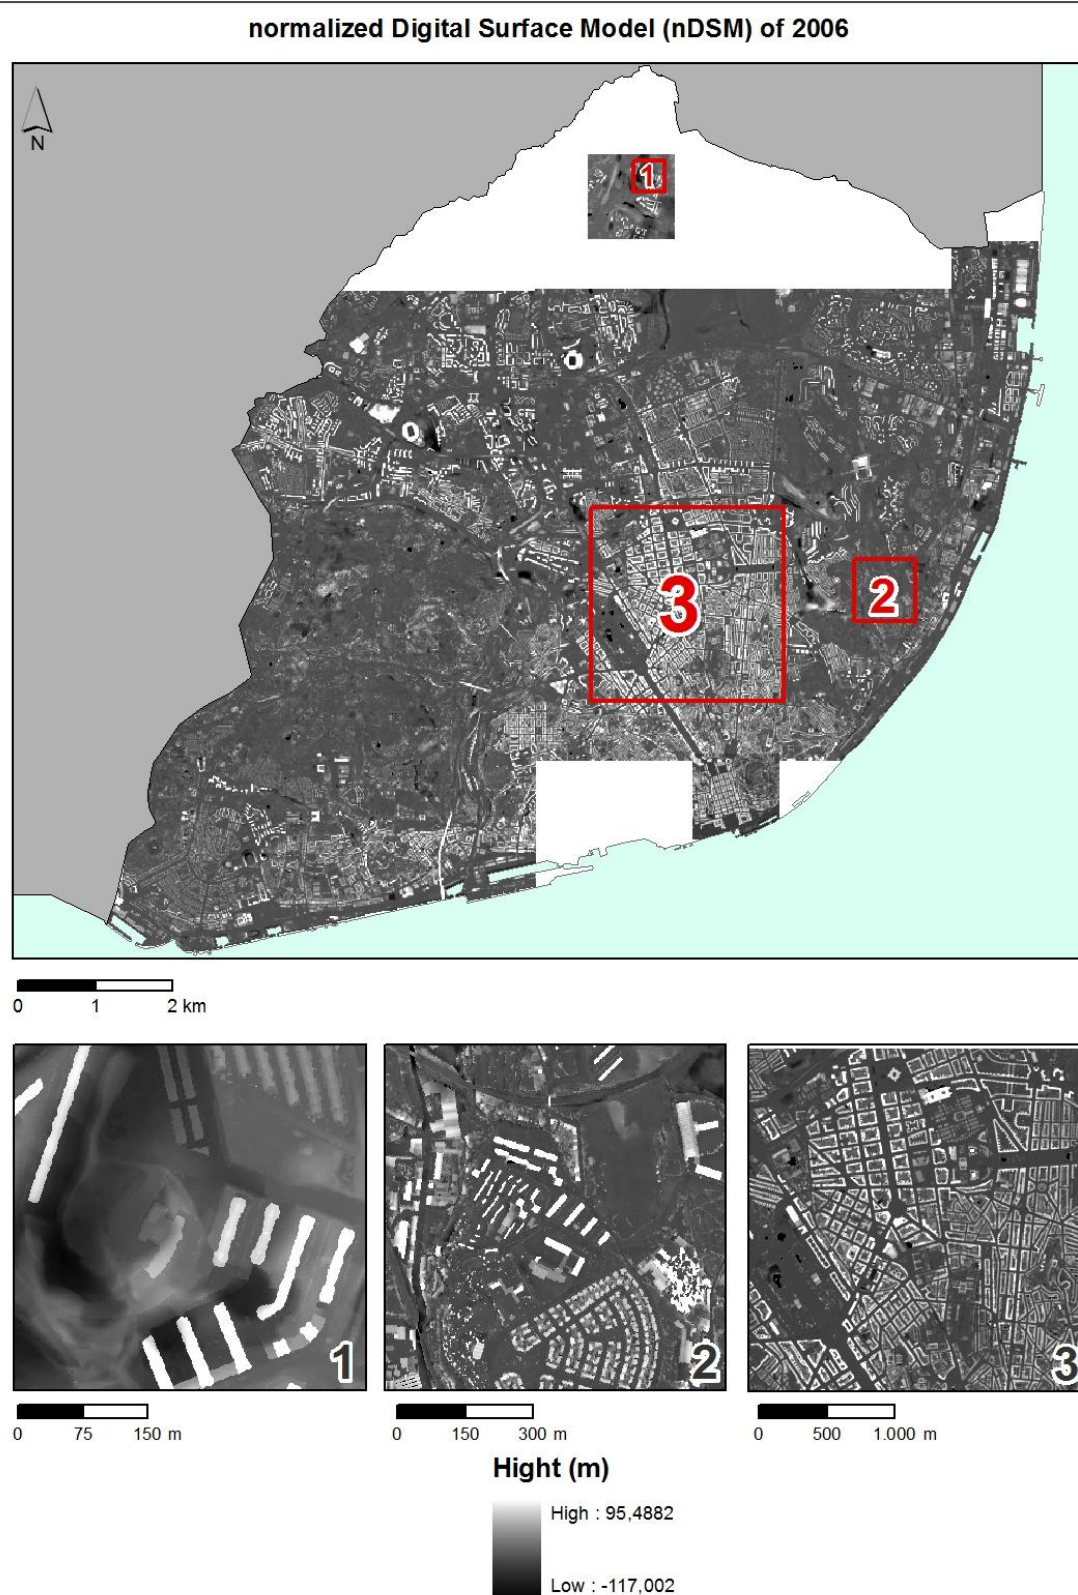 normalized Digital Surface Model (nDSM) of 2006
N
1
2
3
0 1 2 km
1
2
3
0 75 150 m
0 150 300 m
0 500 1.000 m
Hight (m)
High : 95,4882
Low : -117,002